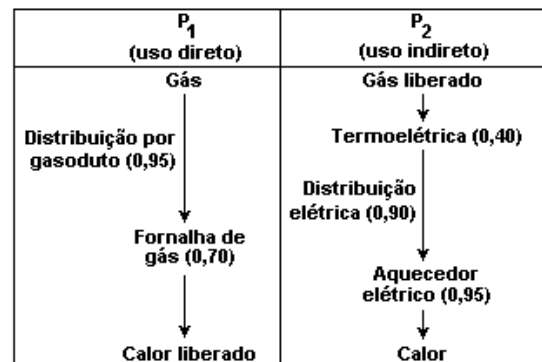 P1
(uso direto)
Gás
Distribuição por
gasoduto (0,95)
Fornalha de
gás (0,70)
Calor liberado
P2
(uso indireto)
Gás liberado
Termoelétrica (0,40)
Distribuição
elétrica (0,90)
Aquecedor
elétrico (0,95)
Calor